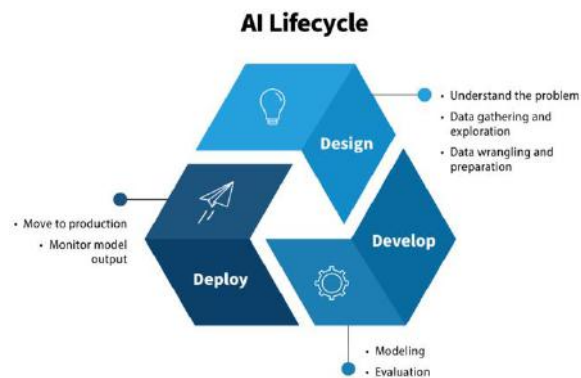 AI Lifecycle
Design
• Understand the problem
• Data gathering and
exploration
• Data wrangling and
preparation
Develop
• Modeling
• Evaluation
Deploy
• Move to production
• Monitor model
output